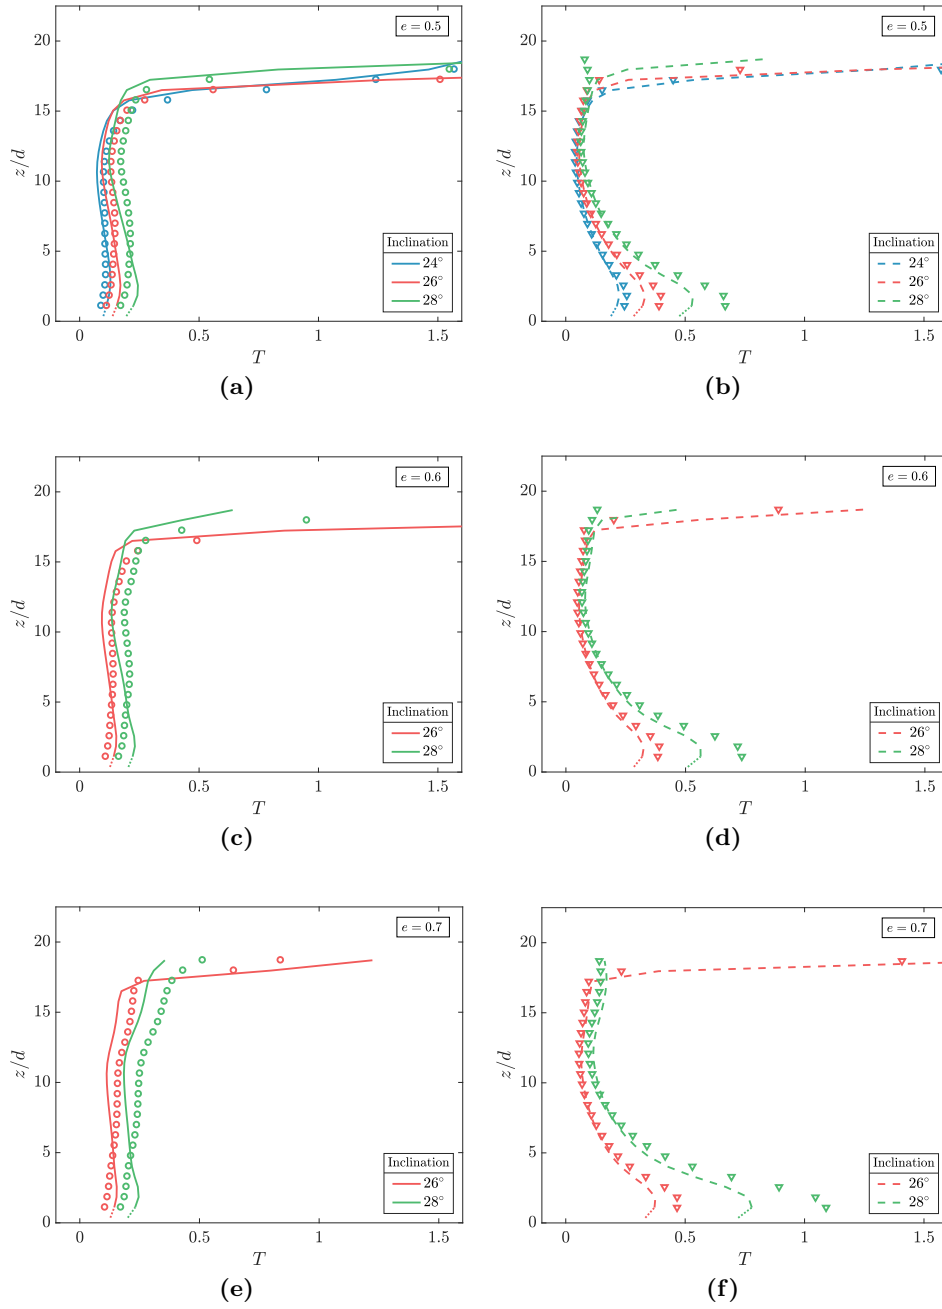 20
15
10
5
0
z/d
e = 0.5
Inclination
24°
26°
28°
0
0.5
1
1.5
T
(a)
20
15
10
5
0
z/d
e = 0.5
Inclination
24°
26°
28°
0
0.5
1
1.5
T
(b)
20
15
10
5
0
z/d
e = 0.6
Inclination
26°
28°
0
0.5
1
1.5
T
(c)
20
15
10
5
0
z/d
e = 0.6
Inclination
26°
28°
0
0.5
1
1.5
T
(d)
20
15
10
5
0
z/d
e = 0.7
Inclination
26°
28°
0
0.5
1
1.5
T
(e)
20
15
10
5
0
z/d
e = 0.7
Inclination
26°
28°
0
0.5
1
1.5
T
(f)